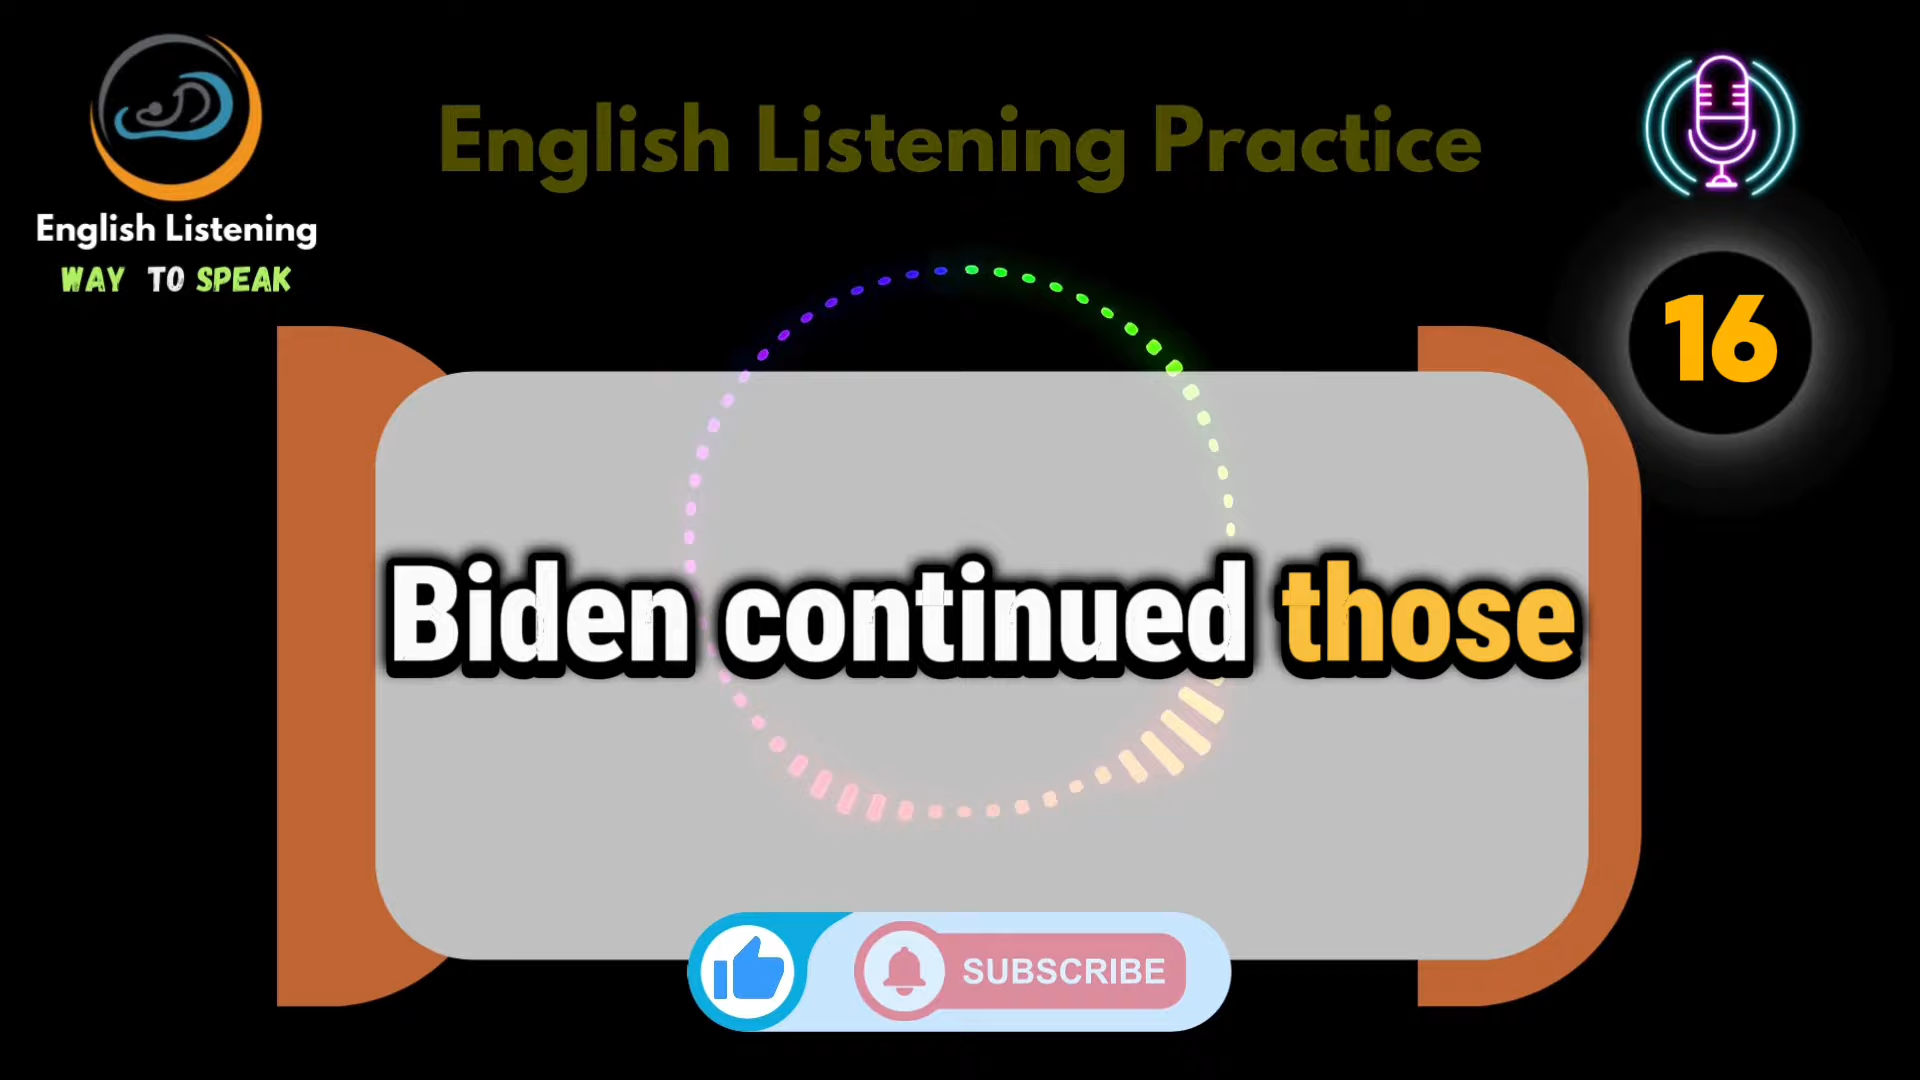 English Listening Practice
English Listening
WAY TO SPEAK
16
Biden continued those
SUBSCRIBE